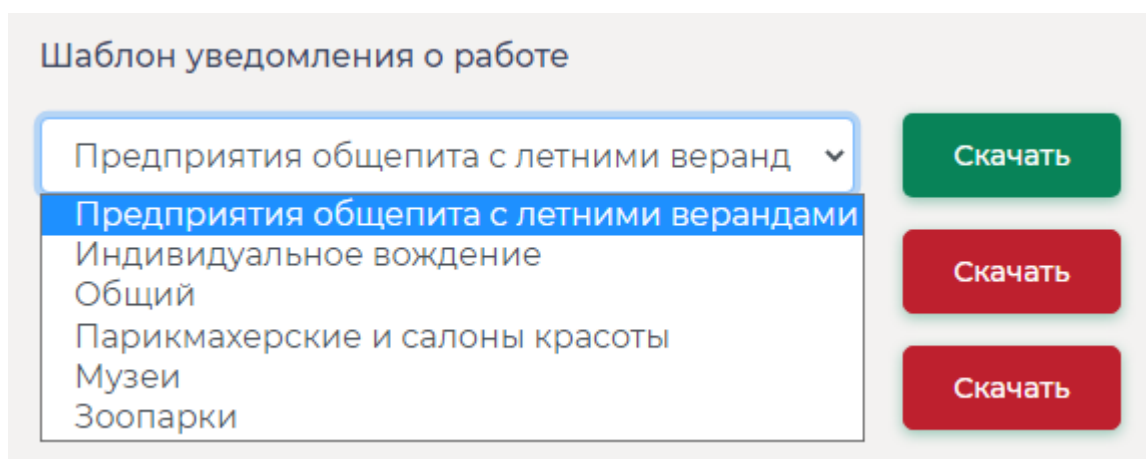 Шаблон уведомления о работе
Предприятия общепита с летними веранд
Скачать
Предприятия общепита с летними верандами
Индивидуальное вождение
Общий
Парикмахерские и салоны красоты
Музеи
Зоопарки
Скачать
Скачать